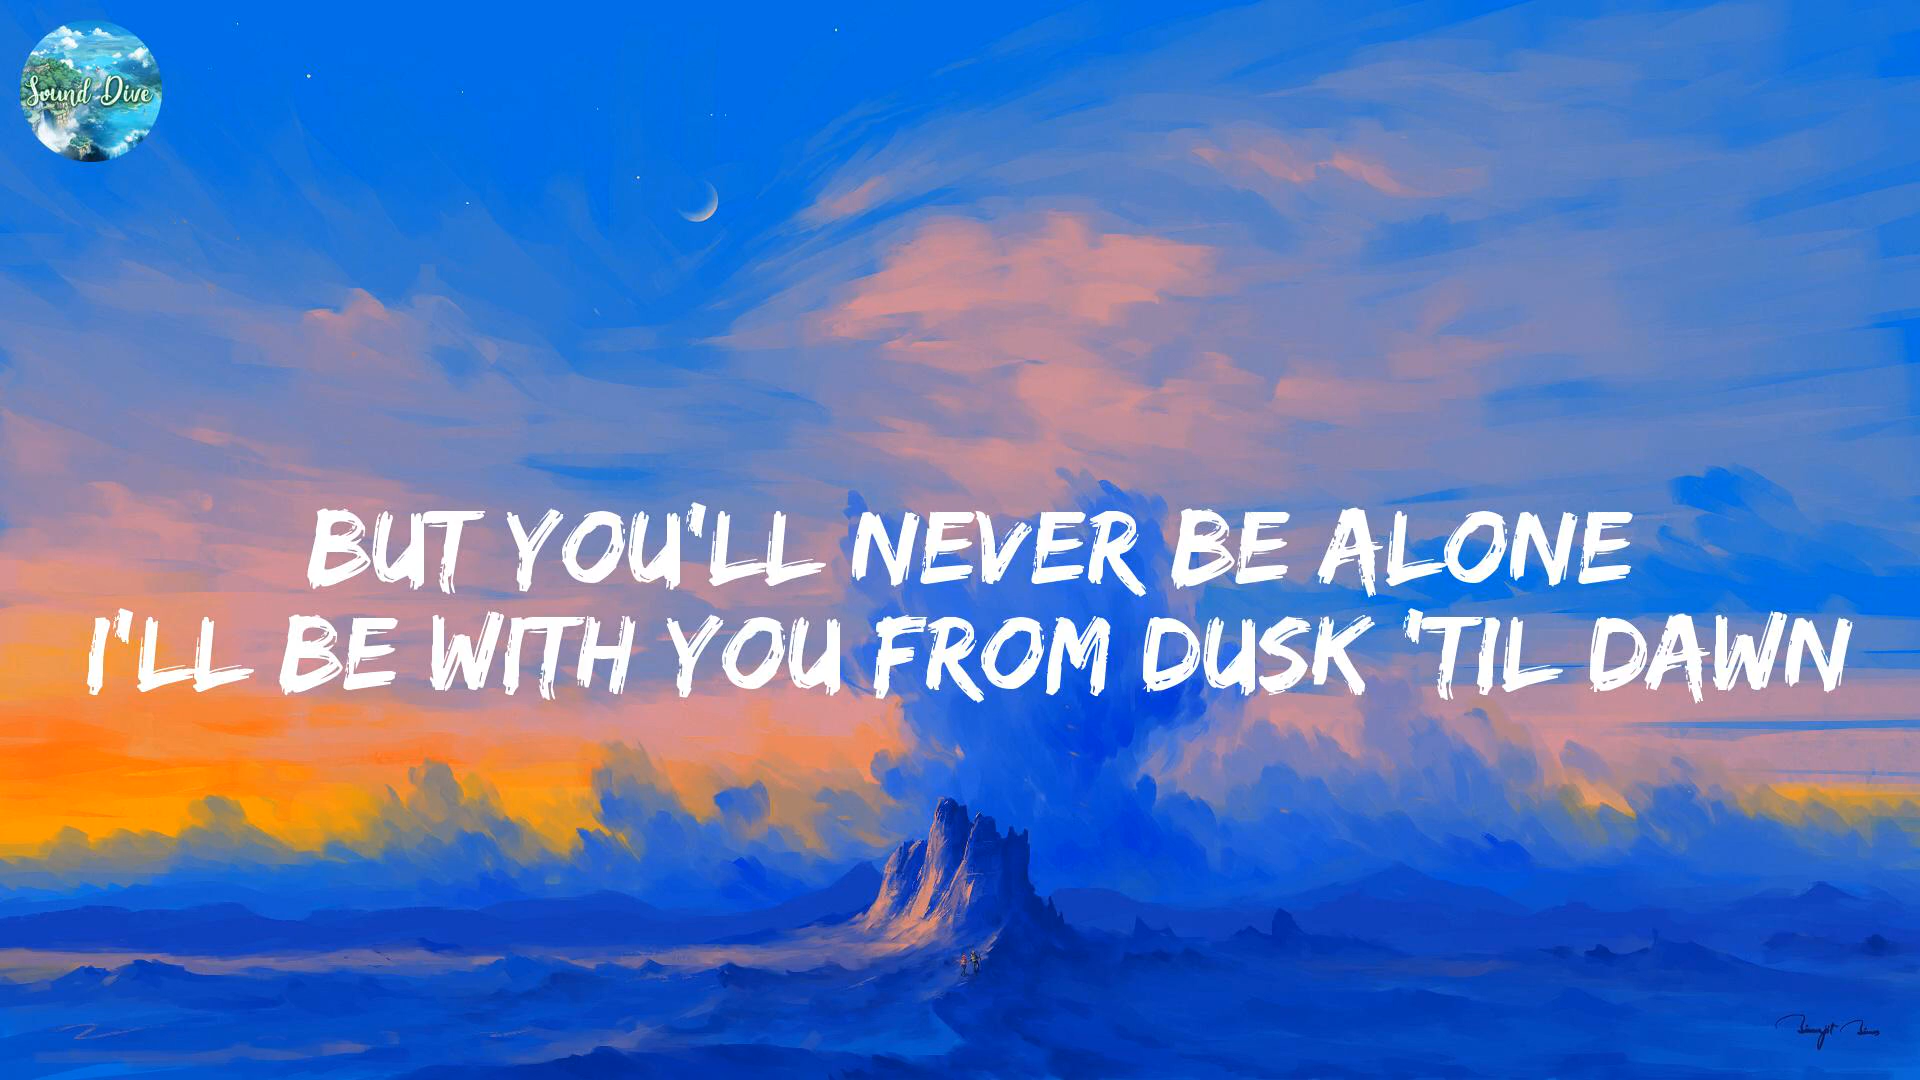 Sound Dive
BUT YOU'LL NEVER BE ALONE
I'LL BE WITH YOU FROM DUSK 'TIL DAWN